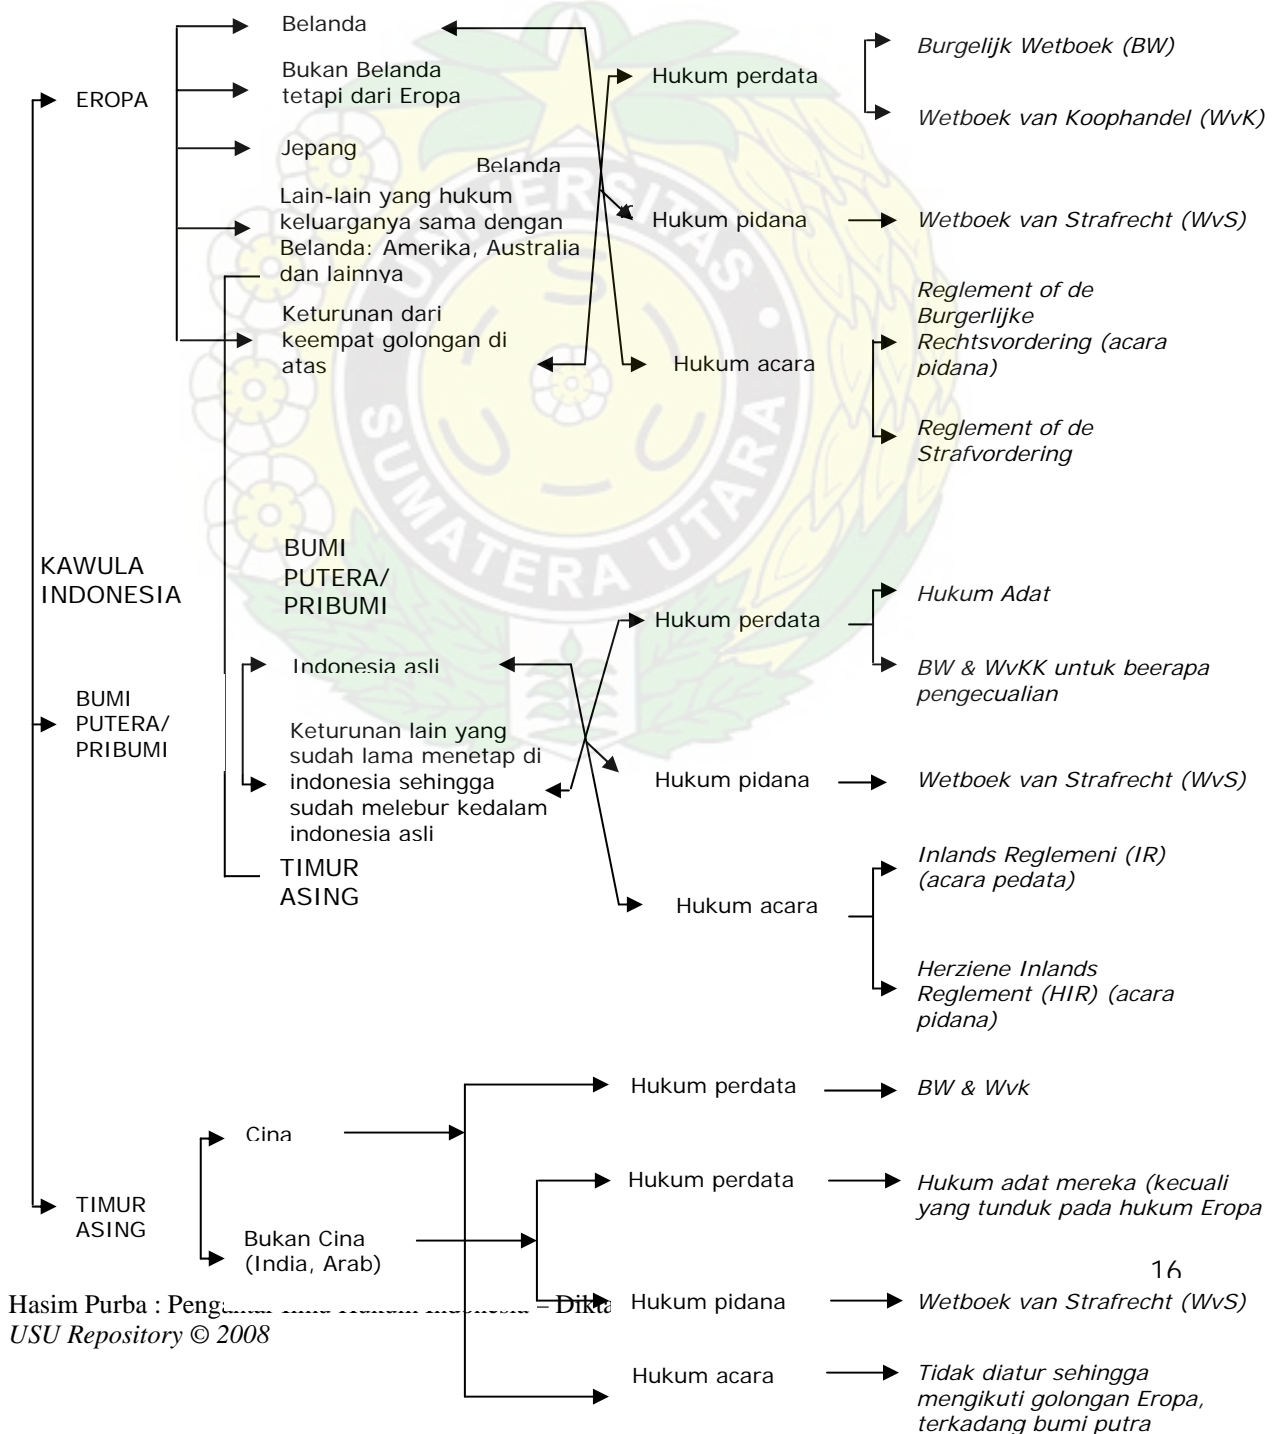 KAWULA
INDONESIA
EROPA
Belanda
Bukan Belanda
tetapi dari Eropa
Jepang
Belanda
Lain-lain yang hukum
keluarganya sama dengan
Belanda: Amerika, Australia
dan lainnya
Keturunan dari
keempat golongan di
atas
Hukum perdata
Burgelijk Wetboek (BW)
Wetboek van Koophandel (WvK)
Hukum pidana
Wetboek van Strafrecht (WvS)
Hukum acara
Reglement of de
Burgerlijke
Rechtsvordering (acara
pidana)
Reglement of de
Strafvordering
UNIVERSITAS
SUMATERA UTARA
BUMI
PUTERA/
PRIBUMI
BUMI
PUTERA/
PRIBUMI
Indonesia asli
Keturunan lain yang
sudah lama menetap di
indonesia sehingga
sudah melebur kedalam
indonesia asli
TIMUR
ASING
Hukum perdata
Hukum Adat
BW & WvKK untuk beerapa
pengecualian
Hukum pidana
Wetboek van Strafrecht (WvS)
Hukum acara
Inlands Reglemeni (IR)
(acara pedata)
Herziene Inlands
Reglement (HIR) (acara
pidana)
TIMUR
ASING
Cina
Bukan Cina
(India, Arab)
Hukum perdata
BW & Wvk
Hukum perdata
Hukum adat mereka (kecuali
yang tunduk pada hukum Eropa
Hukum pidana
Wetboek van Strafrecht (WvS)
Hukum acara
Tidak diatur sehingga
mengikuti golongan Eropa,
terkadang bumi putra
16
Hasim Purba : Pengantar Ilmu Hukum Indonesia – Dikta
USU Repository © 2008